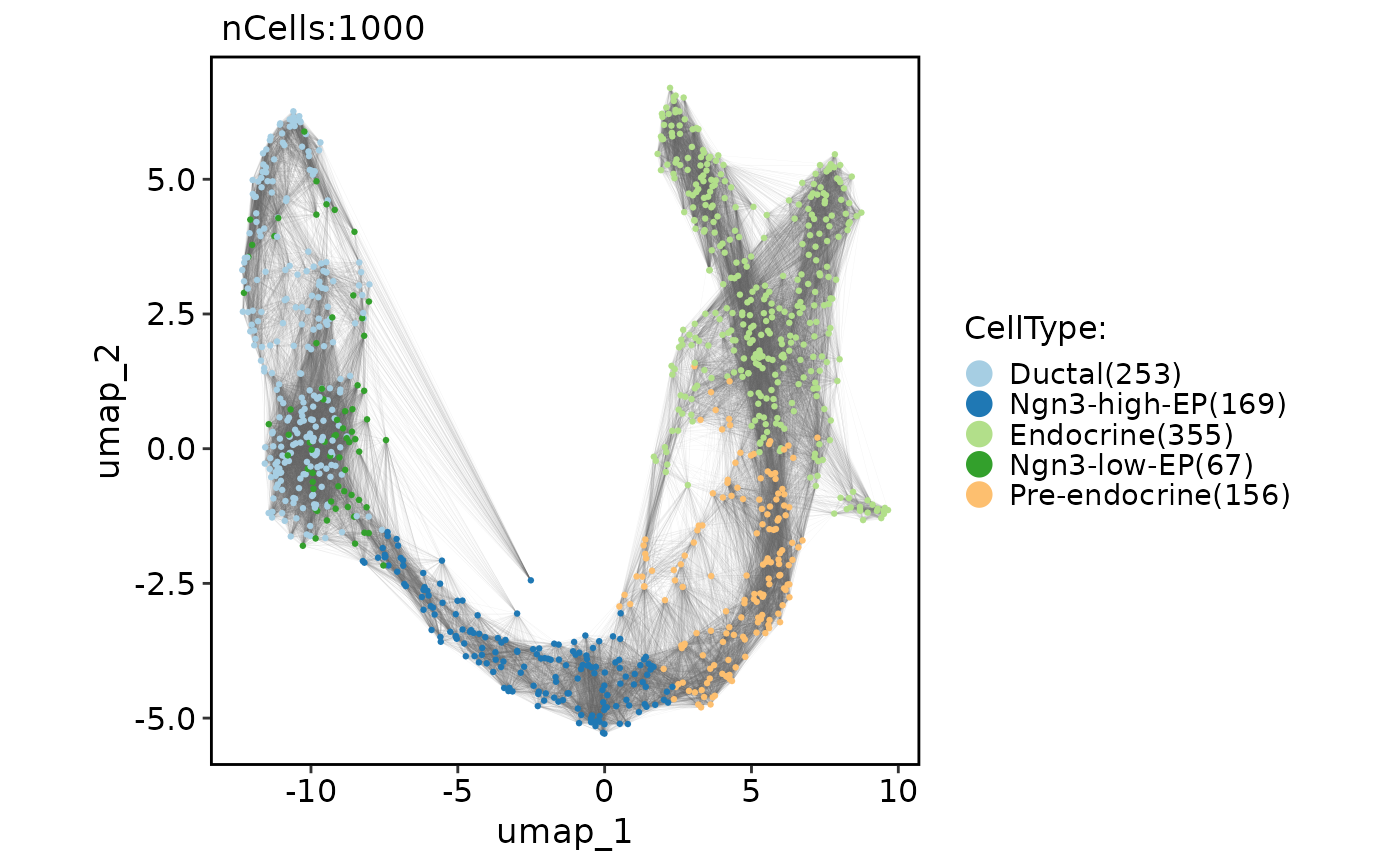 nCells:1000
umap_2
5.0
2.5
0.0
-2.5
-5.0
-10
-5
0
5
10
umap_1
CellType:
Ductal(253)
Ngn3-high-EP(169)
Endocrine(355)
Ngn3-low-EP(67)
Pre-endocrine(156)